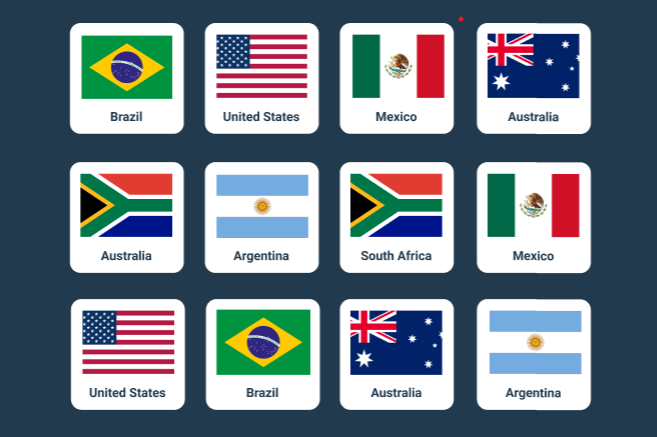 Brazil
United States
Mexico
Australia
Australia
Argentina
South Africa
Mexico
United States
Brazil
Australia
Argentina